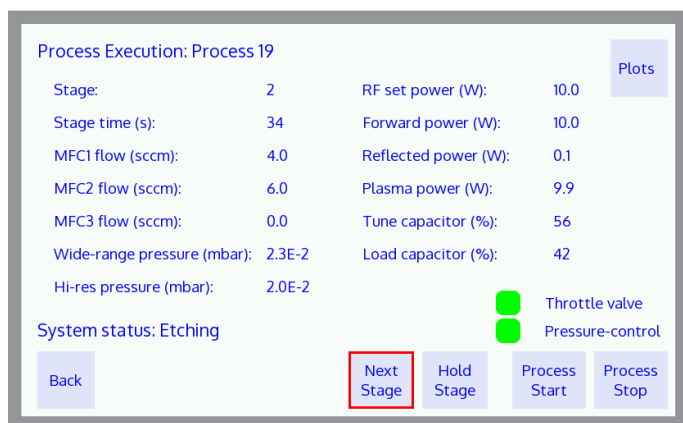 Process Execution: Process 19
Plots
Stage: 2 RF set power (W): 10.0
Stage time (s): 34 Forward power (W): 10.0
MFC1 flow (sccm): 4.0 Reflected power (W): 0.1
MFC2 flow (sccm): 6.0 Plasma power (W): 9.9
MFC3 flow (sccm): 0.0 Tune capacitor (%): 56
Wide-range pressure (mbar): 2.3E-2 Load capacitor (%): 42
Hi-res pressure (mbar): 2.0E-2
Throttle valve
System status: Etching Pressure-control
Back
Next
Stage
Hold
Stage
Process
Start
Process
Stop